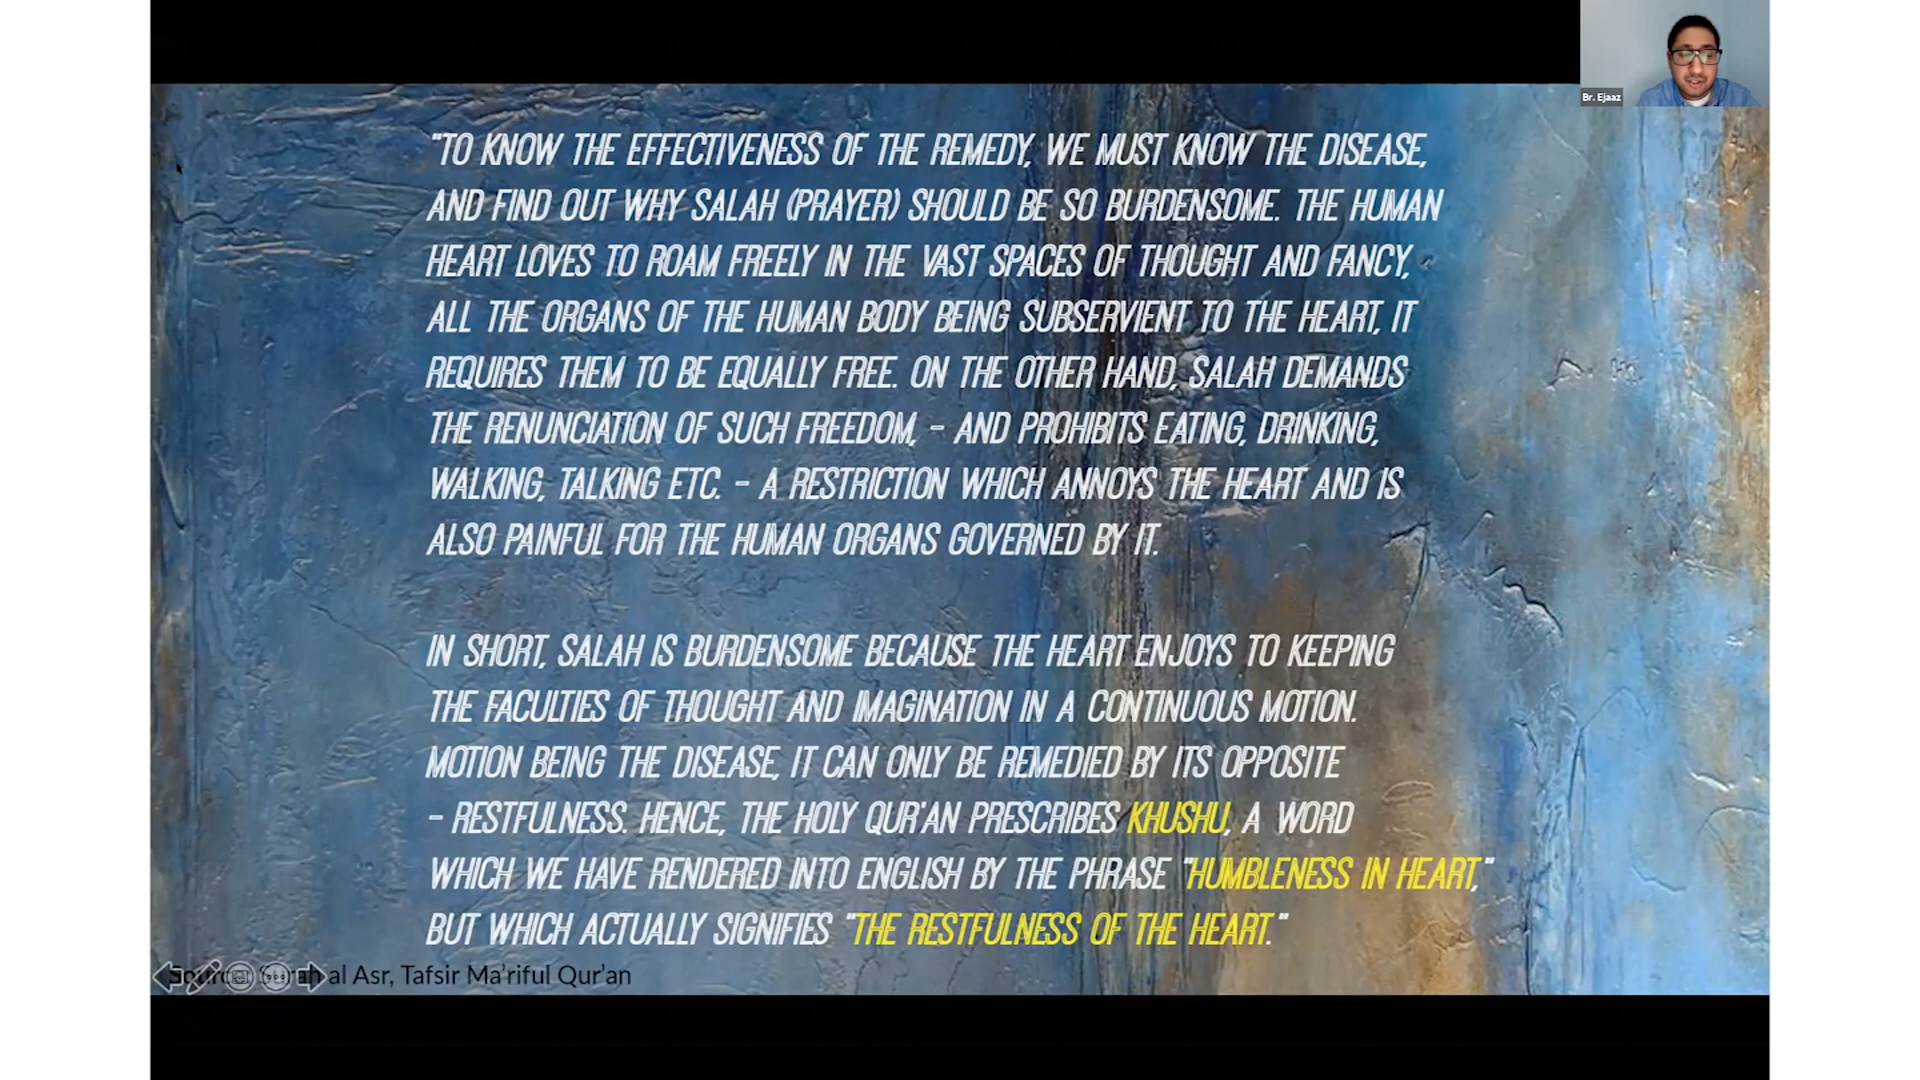 Br. Ejaaz
"TO KNOW THE EFFECTIVENESS OF THE REMEDY, WE MUST KNOW THE DISEASE,
AND FIND OUT WHY SALAH (PRAYER) SHOULD BE SO BURDENSOME. THE HUMAN
HEART LOVES TO ROAM FREELY IN THE VAST SPACES OF THOUGHT AND FANCY,
ALL THE ORGANS OF THE HUMAN BODY BEING SUBSERVIENT TO THE HEART, IT
REQUIRES THEM TO BE EQUALLY FREE. ON THE OTHER HAND, SALAH DEMANDS
THE RENUNCIATION OF SUCH FREEDOM, - AND PROHIBITS EATING, DRINKING,
WALKING, TALKING ETC. - A RESTRICTION WHICH ANNOYS THE HEART AND IS
ALSO PAINFUL FOR THE HUMAN ORGANS GOVERNED BY IT.
IN SHORT, SALAH IS BURDENSOME BECAUSE THE HEART ENJOYS TO KEEPING
THE FACULTIES OF THOUGHT AND IMAGINATION IN A CONTINUOUS MOTION.
MOTION BEING THE DISEASE, IT CAN ONLY BE REMEDIED BY ITS OPPOSITE
- RESTFULNESS. HENCE, THE HOLY QUR'AN PRESCRIBES KHUSHU, A WORD
WHICH WE HAVE RENDERED INTO ENGLISH BY THE PHRASE "HUMBLENESS IN HEART,"
BUT WHICH ACTUALLY SIGNIFIES "THE RESTFULNESS OF THE HEART."
Source: Surah al Asr, Tafsir Ma'riful Qur'an